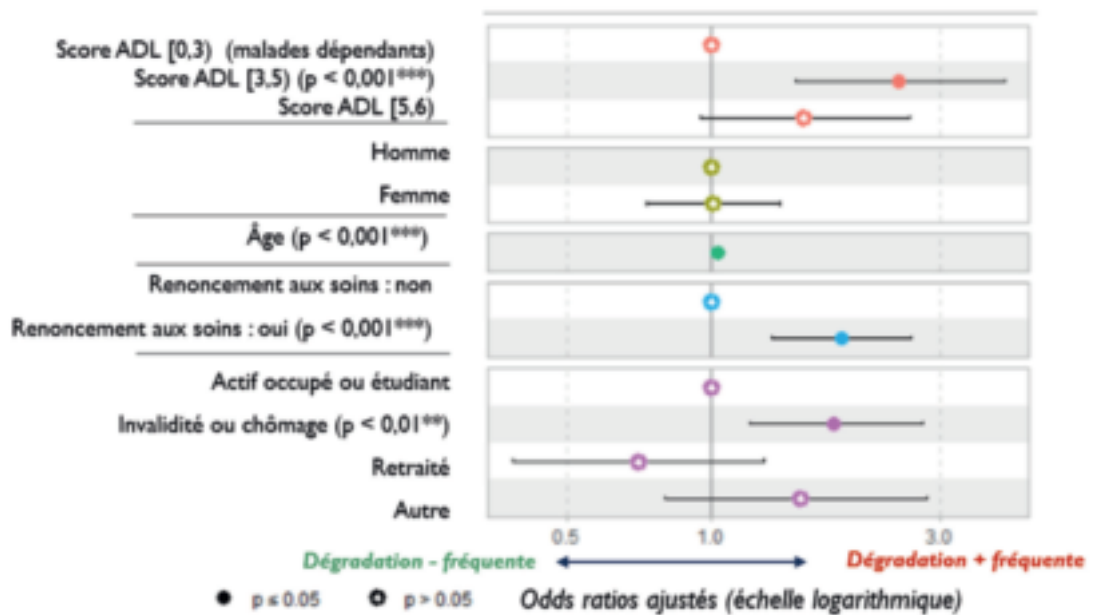 Score ADL [0,3) (malades dépendants)
Score ADL [3,5) (p < 0,001***)
Score ADL [5,6)
Homme
Femme
Âge (p < 0,001***)
Renoncement aux soins : non
Renoncement aux soins : oui (p < 0,001***)
Actif occupé ou étudiant
Invalidité ou chômage (p < 0,01**)
Retraité
Autre
0.5 1.0 3.0
Dégradation - fréquente Dégradation + fréquente
p ≤ 0.05 p > 0.05 Odds ratios ajustés (échelle logarithmique)